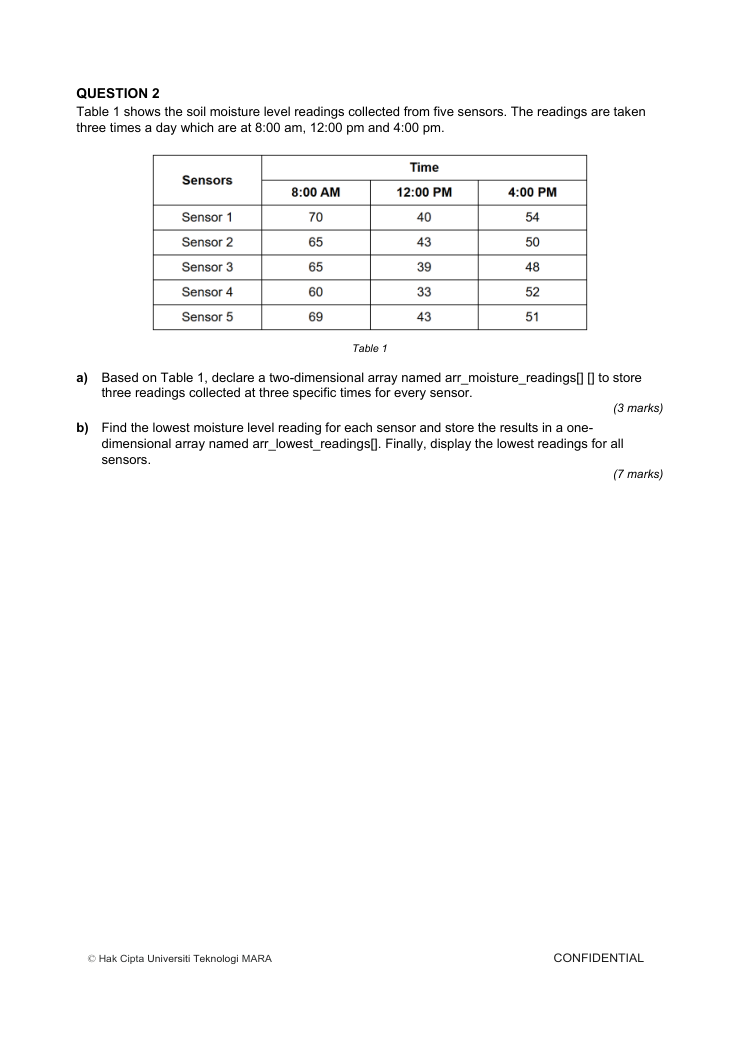 QUESTION 2
Table 1 shows the soil moisture level readings collected from five sensors. The readings are taken
three times a day which are at 8:00 am, 12:00 pm and 4:00 pm.
Sensors Time
8:00 AM 12:00 PM 4:00 PM
Sensor 1 70 40 54
Sensor 2 65 43 50
Sensor 3 65 39 48
Sensor 4 60 33 52
Sensor 5 69 43 51
Table 1
a) Based on Table 1, declare a two-dimensional array named arr_moisture_readings[] [] to store
three readings collected at three specific times for every sensor.
(3 marks)
b) Find the lowest moisture level reading for each sensor and store the results in a one-
dimensional array named arr_lowest_readings[]. Finally, display the lowest readings for all
sensors.
(7 marks)
© Hak Cipta Universiti Teknologi MARA CONFIDENTIAL